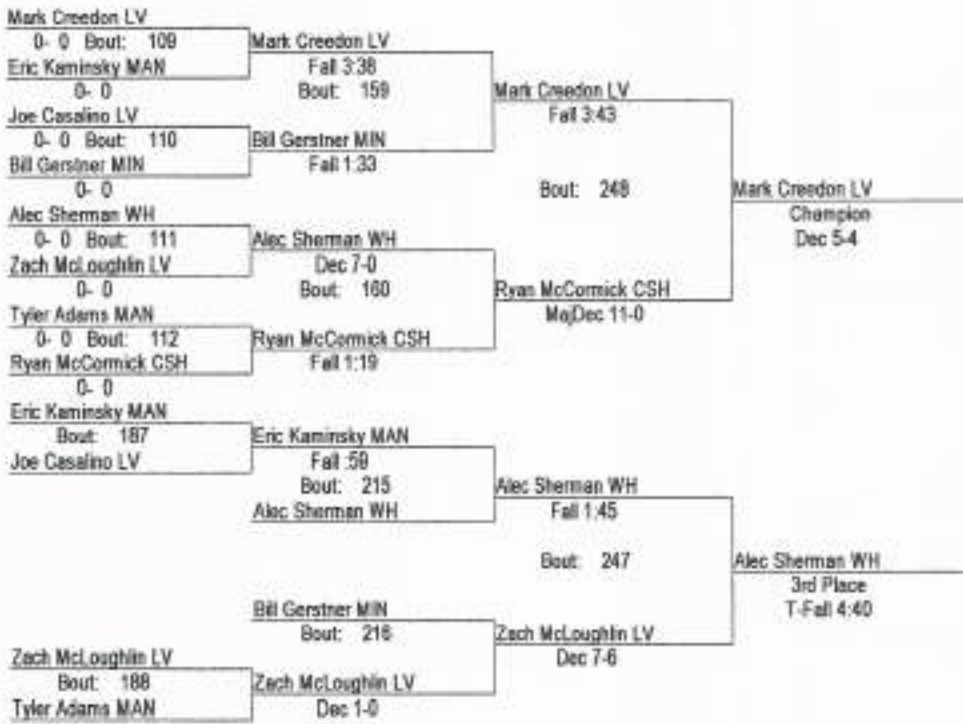 Mark Creedon LV
0- 0 Bout: 109
Eric Kaminsky MAN
0- 0
Joe Casalino LV
0- 0 Bout: 110
Bill Gerstner MIN
0- 0
Alec Sherman WH
0- 0 Bout: 111
Zach McLoughlin LV
0- 0
Tyler Adams MAN
0- 0 Bout: 112
Ryan McCormick CSH
0- 0
Eric Kaminsky MAN
Bout: 187
Joe Casalino LV
Zach McLoughlin LV
Bout: 188
Tyler Adams MAN
Mark Creedon LV
Fall 3:38
Bout: 159
Bill Gerstner MIN
Fall 1:33
Alec Sherman WH
Dec 7-0
Bout: 160
Ryan McCormick CSH
Fall 1:19
Eric Kaminsky MAN
Fall :59
Bout: 215
Alec Sherman WH
Bill Gerstner MIN
Bout: 216
Zach McLoughlin LV
Dec 1-0
Mark Creedon LV
Fall 3:43
Bout: 248
Ryan McCormick CSH
MajDec 11-0
Alec Sherman WH
Fall 1:45
Bout: 247
Zach McLoughlin LV
Dec 7-6
Mark Creedon LV
Champion
Dec 5-4
Alec Sherman WH
3rd Place
T-Fall 4:40